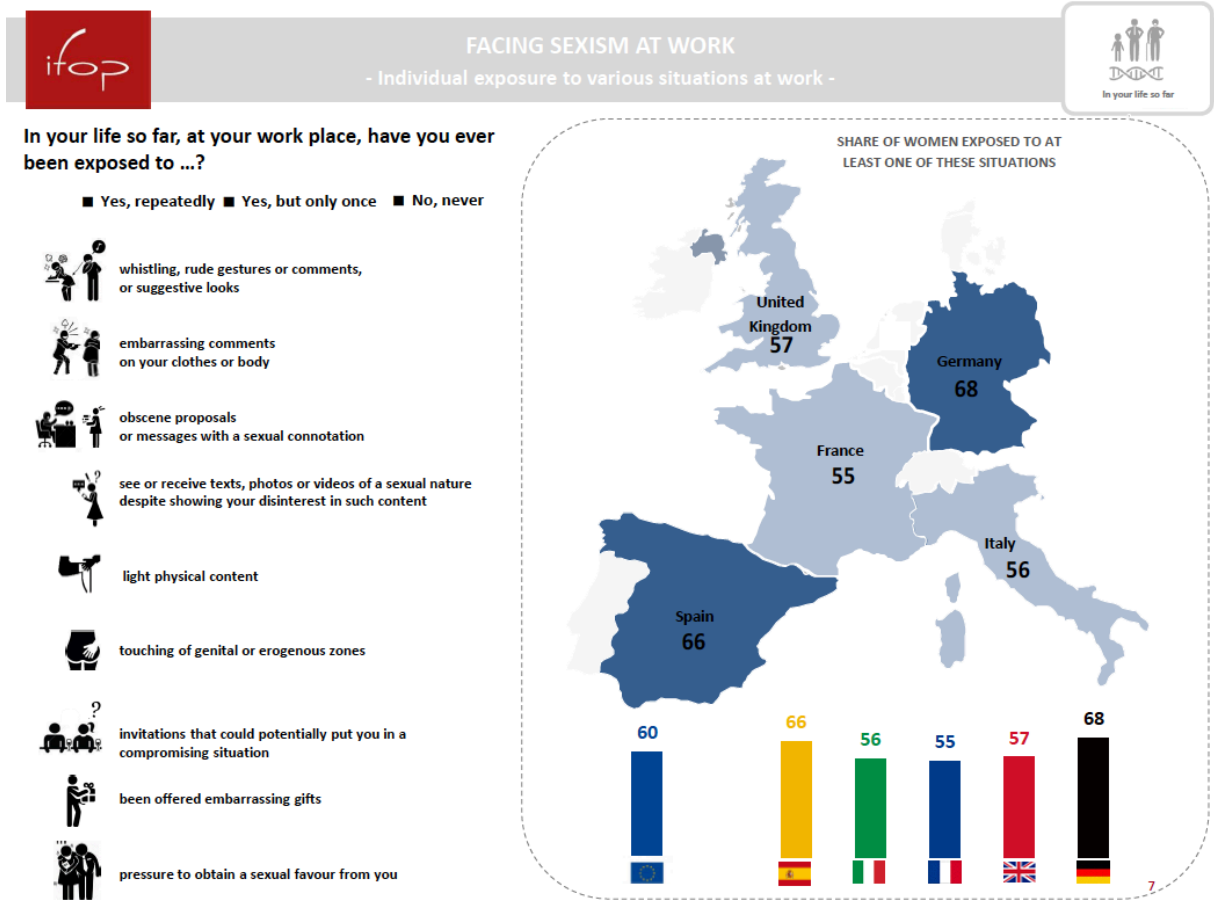 ifop
FACING SEXISM AT WORK
- Individual exposure to various situations at work -
In your life so far
In your life so far, at your work place, have you ever
been exposed to ...?
■ Yes, repeatedly ■ Yes, but only once ■ No, never
whistling, rude gestures or comments,
or suggestive looks
embarrassing comments
on your clothes or body
obscene proposals
or messages with a sexual connotation
see or receive texts, photos or videos of a sexual nature
despite showing your disinterest in such content
light physical content
touching of genital or erogenous zones
invitations that could potentially put you in a
compromising situation
been offered embarrassing gifts
pressure to obtain a sexual favour from you
SHARE OF WOMEN EXPOSED TO AT
LEAST ONE OF THESE SITUATIONS
United
Kingdom
57
Germany
68
France
55
Italy
56
Spain
66
60
66
56
55
57
68
7